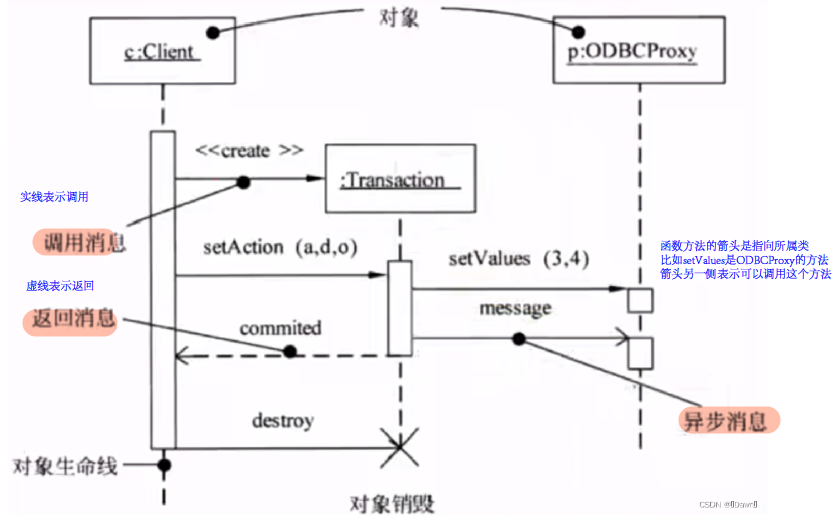 对象
c:Client
p:ODBCProxy
<<create >>
:Transaction
实线表示调用
调用消息
setAction (a,d,o)
setValues (3,4)
函数方法的箭头是指向所属类
比如setValues是ODBCProxy的方法
箭头另一侧表示可以调用这个方法
虚线表示返回
返回消息
commited
message
destroy
异步消息
对象生命线
对象销毁
CSDN @[Dawn]